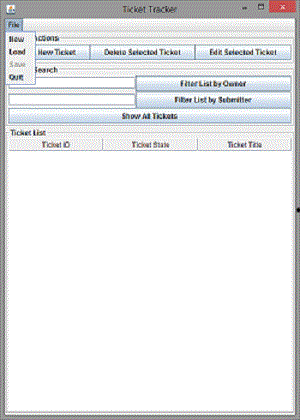 Ticket Tracker
File
New
Load
Save
Quit
Actions
New Ticket
Delete Selected Ticket
Edit Selected Ticket
Search
Filter List by Owner
Filter List by Submitter
Show All Tickets
Ticket List
Ticket ID
Ticket State
Ticket Title